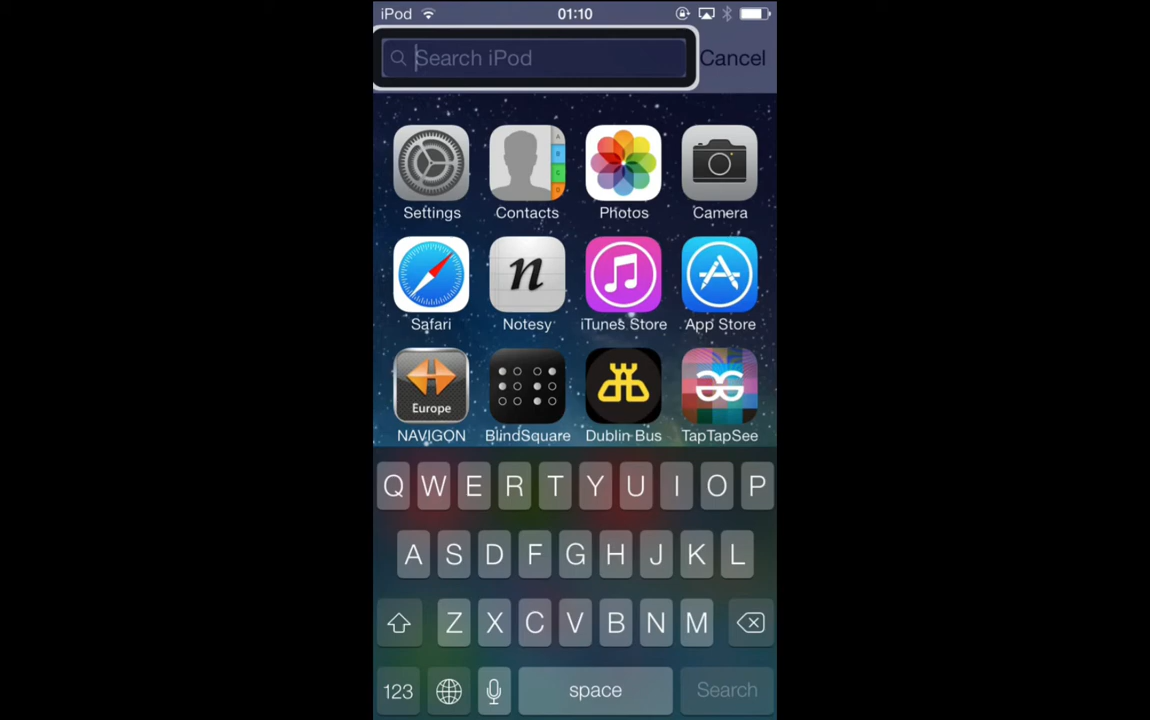 iPod 01:10
Search iPod Cancel
A
B
C
D
Settings Contacts Photos Camera
n
Safari Notesy iTunes Store App Store
Europe
NAVIGON BlindSquare Dublin Bus TapTapSee
Q W E R T Y U I O P
A S D F G H J K L
Z X C V B N M
123 space Search